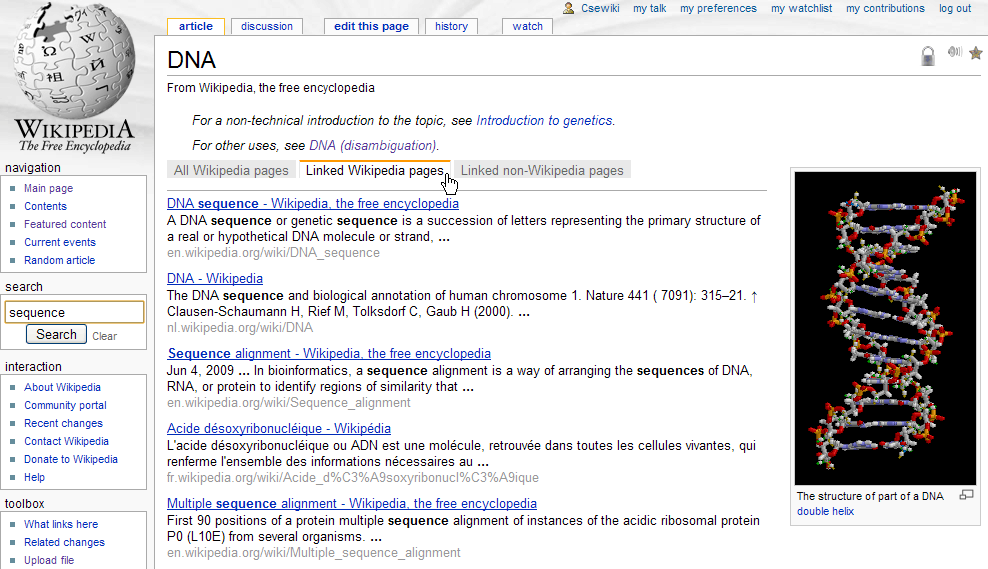 Csewiki my talk my preferences my watchlist my contributions log out
article discussion edit this page history watch
WIKIPEDIA
The Free Encyclopedia
DNA
From Wikipedia, the free encyclopedia
For a non-technical introduction to the topic, see Introduction to genetics.
For other uses, see DNA (disambiguation).
navigation
Main page
Contents
Featured content
Current events
Random article
search
sequence
Search Clear
interaction
About Wikipedia
Community portal
Recent changes
Contact Wikipedia
Donate to Wikipedia
Help
toolbox
What links here
Related changes
Upload file
All Wikipedia pages Linked Wikipedia pages Linked non-Wikipedia pages
DNA sequence - Wikipedia, the free encyclopedia
A DNA sequence or genetic sequence is a succession of letters representing the primary structure of
a real or hypothetical DNA molecule or strand, ...
en.wikipedia.org/wiki/DNA_sequence
DNA - Wikipedia
The DNA sequence and biological annotation of human chromosome 1. Nature 441 ( 7091): 315–21. ↑
Clausen-Schaumann H, Rief M, Tolksdorf C, Gaub H (2000). ...
nl.wikipedia.org/wiki/DNA
Sequence alignment - Wikipedia, the free encyclopedia
Jun 4, 2009 ... In bioinformatics, a sequence alignment is a way of arranging the sequences of DNA,
RNA, or protein to identify regions of similarity that ...
en.wikipedia.org/wiki/Sequence_alignment
Acide désoxyribonucléique - Wikipédia
L'acide désoxyribonucléique ou ADN est une molécule, retrouvée dans toutes les cellules vivantes, qui
renferme l'ensemble des informations nécessaires au ...
fr.wikipedia.org/wiki/Acide_d%C3%A9soxyribonucl%C3%A9ique
Multiple sequence alignment - Wikipedia, the free encyclopedia
First 90 positions of a protein multiple sequence alignment of instances of the acidic ribosomal protein
P0 (L10E) from several organisms. ...
en.wikipedia.org/wiki/Multiple_sequence_alignment
The structure of part of a DNA
double helix